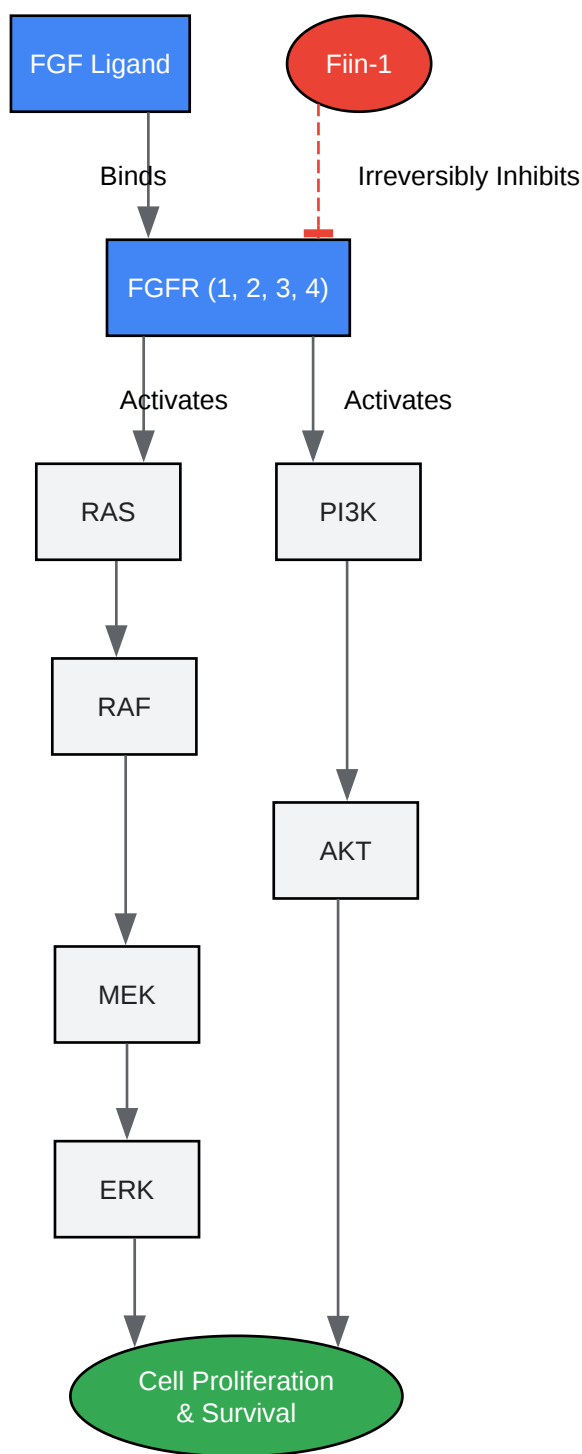 FGF Ligand
Fiin-1
Binds
Irreversibly Inhibits
FGFR (1, 2, 3, 4)
Activates
Activates
RAS
PI3K
RAF
AKT
MEK
ERK
Cell Proliferation
& Survival